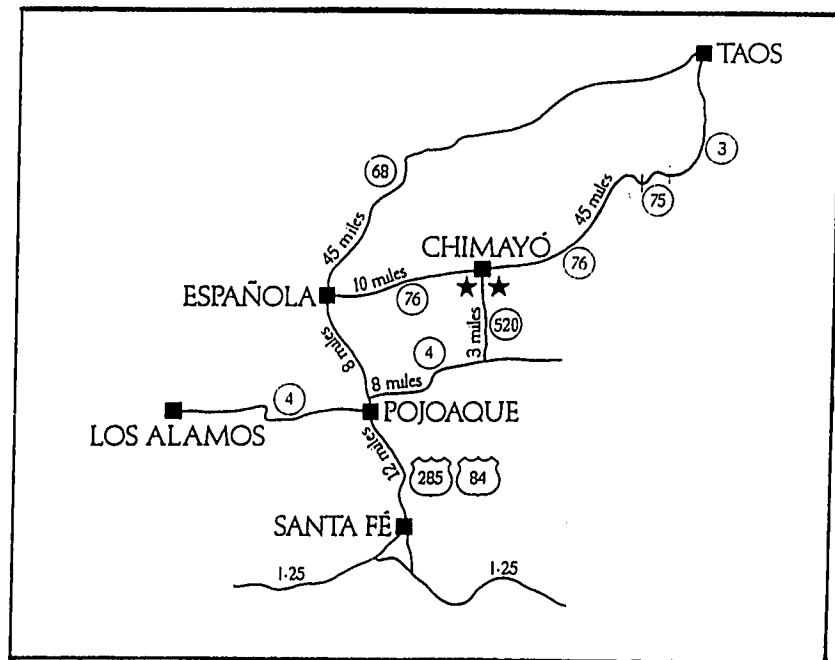 TAOS
3
68
75
45 miles
45 miles
CHIMAYÓ
76
10 miles
ESPAÑOLA
76
520
3 miles
4
8 miles
8 miles
4
POJOAQUE
LOS ALAMOS
12 miles
285 84
SANTA FÉ
I-25
I-25